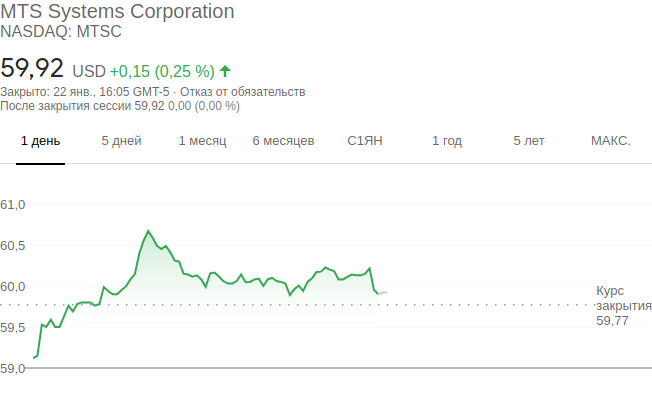 MTS Systems Corporation
NASDAQ: MTSC
59,92 USD +0,15 (0,25 %)
Закрыто: 22 янв., 16:05 GMT-5 · Отказ от обязательств
После закрытия сессии 59,92 0,00 (0,00 %)
1 день 5 дней 1 месяц 6 месяцев С1ЯН 1 год 5 лет МАКС.
61,0
60,5
60,0
Курс
закрытия
59,77
59,5
59,0